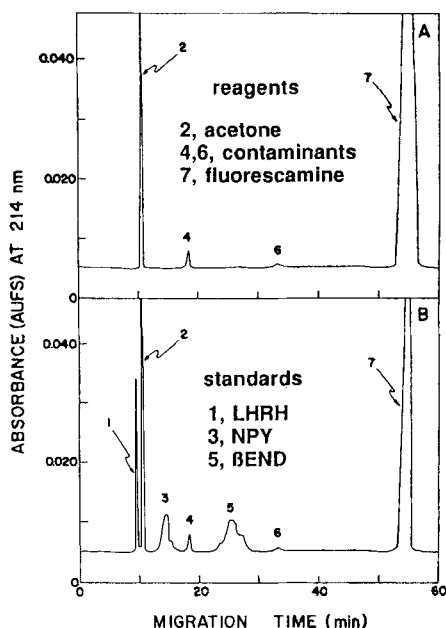 A
0.040
2
7
reagents
2, acetone
4,6, contaminants
7, fluorescamine
0.020
4
6
0
B
0.040
2
7
standards
1, LHRH
3, NPY
5, βEND
1
0.020
3
4
5
6
0
0
20
40
60
ABSORBANCE (AUFS) AT 214 nm
MIGRATION TIME (min)